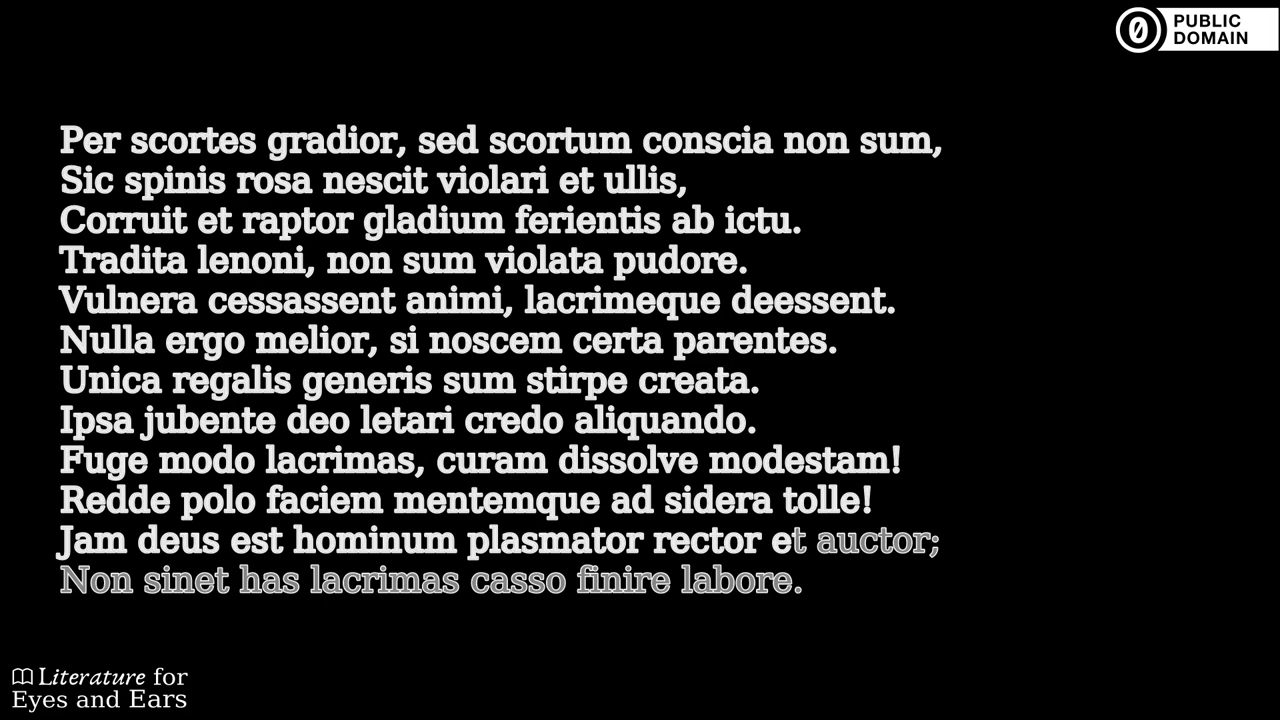 PUBLIC
DOMAIN
Per scortes gradior, sed scortum conscia non sum,
Sic spinis rosa nescit violari et ullis,
Corruit et raptor gladium ferientis ab ictu.
Tradita lenoni, non sum violata pudore.
Vulnera cessassent animi, lacrimeque deessent.
Nulla ergo melior, si noscem certa parentes.
Unica regalis generis sum stirpe creata.
Ipsa jubente deo letari credo aliquando.
Fuge modo lacrimas, curam dissolve modestam!
Redde polo faciem mentemque ad sidera tolle!
Jam deus est hominum plasmator rector et auctor;
Non sinet has lacrimas casso finire labore.
Literature for
Eyes and Ears